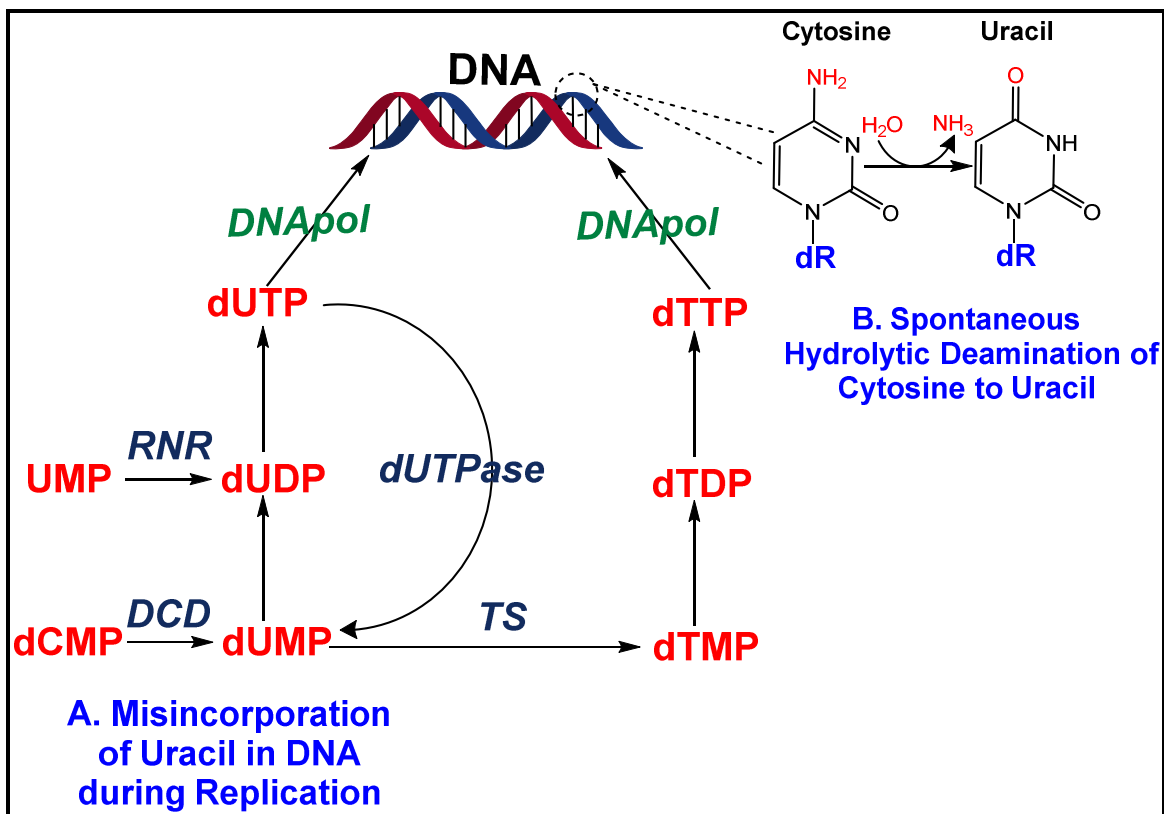 Cytosine
Uracil
DNA
NH2
O
H2O
NH3
N
NH
N
O
N
O
dR
dR
DNApol
DNApol
dUTP
dTTP
B. Spontaneous
Hydrolytic Deamination of
Cytosine to Uracil
RNR
UMP
dUDP
dUTPase
dTDP
DCD
TS
dCMP
dUMP
dTMP
A. Misincorporation
of Uracil in DNA
during Replication